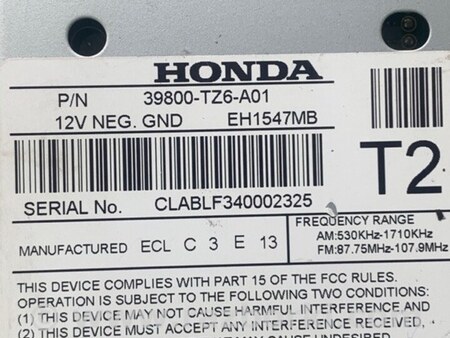 HONDA
P/N 39800-TZ6-A01
12V NEG. GND EH1547MB
T2
SERIAL No. CLABLF340002325
MANUFACTURED ECL C 3 E 13
FREQUENCY RANGE
AM:530KHz-1710KHz
FM:87.75MHz-107.9MHz
THIS DEVICE COMPLIES WITH PART 15 OF THE FCC RULES.
OPERATION IS SUBJECT TO THE FOLLOWING TWO CONDITIONS:
(1) THIS DEVICE MAY NOT CAUSE HARMFUL INTERFERENCE AND
(2) THIS DEVICE MUST ACCEPT ANY INTERFERENCE RECEIVED,